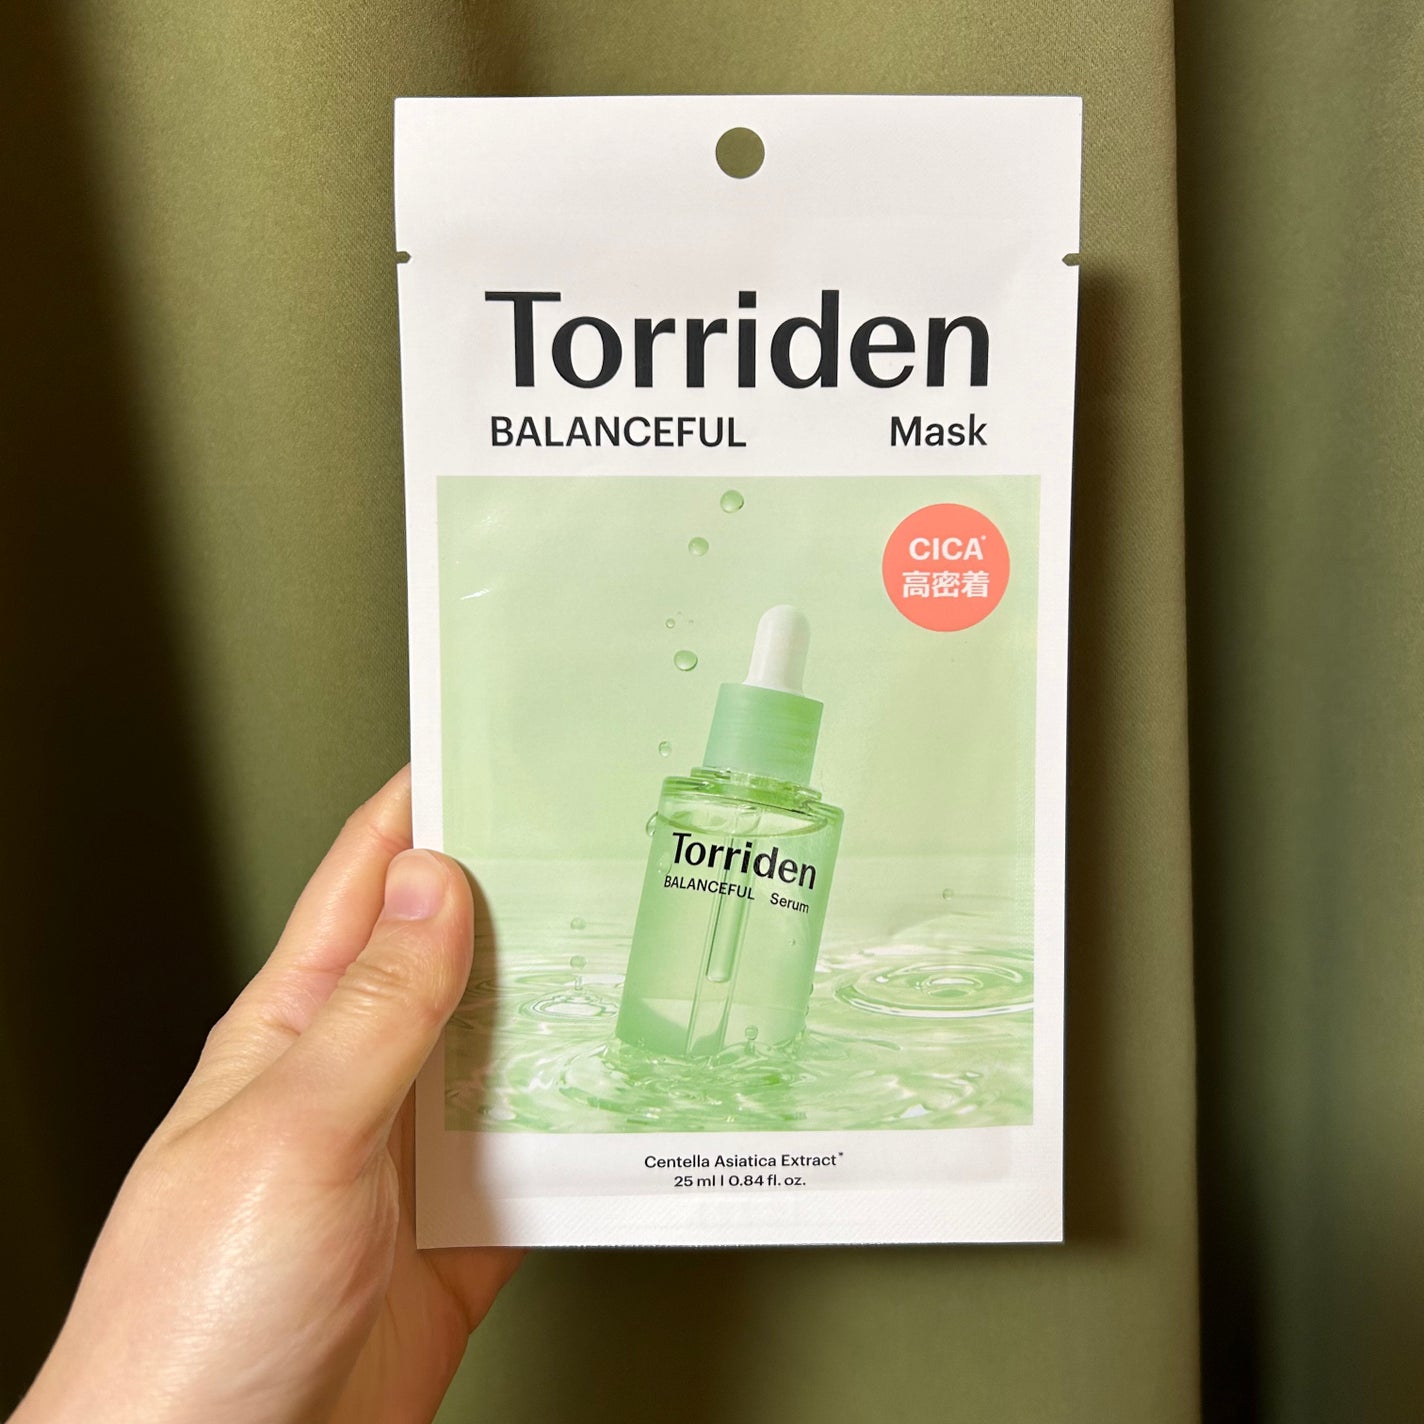 Torriden
BALANCEFUL Mask
CICA*
高密着
Torriden
BALANCEFUL Serum
Centella Asiatica Extract*
25 ml | 0.84 fl. oz.